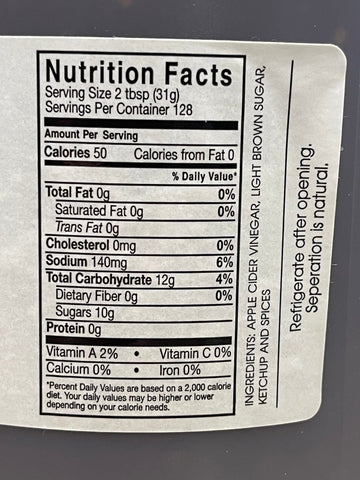 Nutrition Facts
Serving Size 2 tbsp (31g)
Servings Per Container 128
Amount Per Serving
Calories 50 Calories from Fat 0
% Daily Value*
Total Fat 0g 0%
Saturated Fat 0g 0%
Trans Fat 0g
Cholesterol 0mg 0%
Sodium 140mg 6%
Total Carbohydrate 12g 4%
Dietary Fiber 0g 0%
Sugars 10g
Protein 0g
Vitamin A 2% • Vitamin C 0%
Calcium 0% • Iron 0%
*Percent Daily Values are based on a 2,000 calorie
diet. Your daily values may be higher or lower
depending on your calorie needs.
INGREDIENTS: APPLE CIDER VINEGAR, LIGHT BROWN SUGAR,
KETCHUP AND SPICES
Refrigerate after opening.
Seperation is natural.